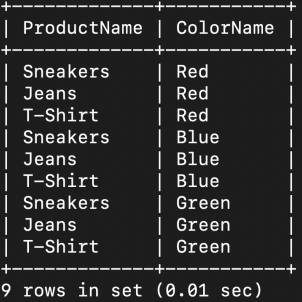 +-------------+-----------+
| ProductName | ColorName |
+-------------+-----------+
| Sneakers    | Red       |
| Jeans       | Red       |
| T-Shirt     | Red       |
| Sneakers    | Blue      |
| Jeans       | Blue      |
| T-Shirt     | Blue      |
| Sneakers    | Green     |
| Jeans       | Green     |
| T-Shirt     | Green     |
+-------------+-----------+
9 rows in set (0.01 sec)